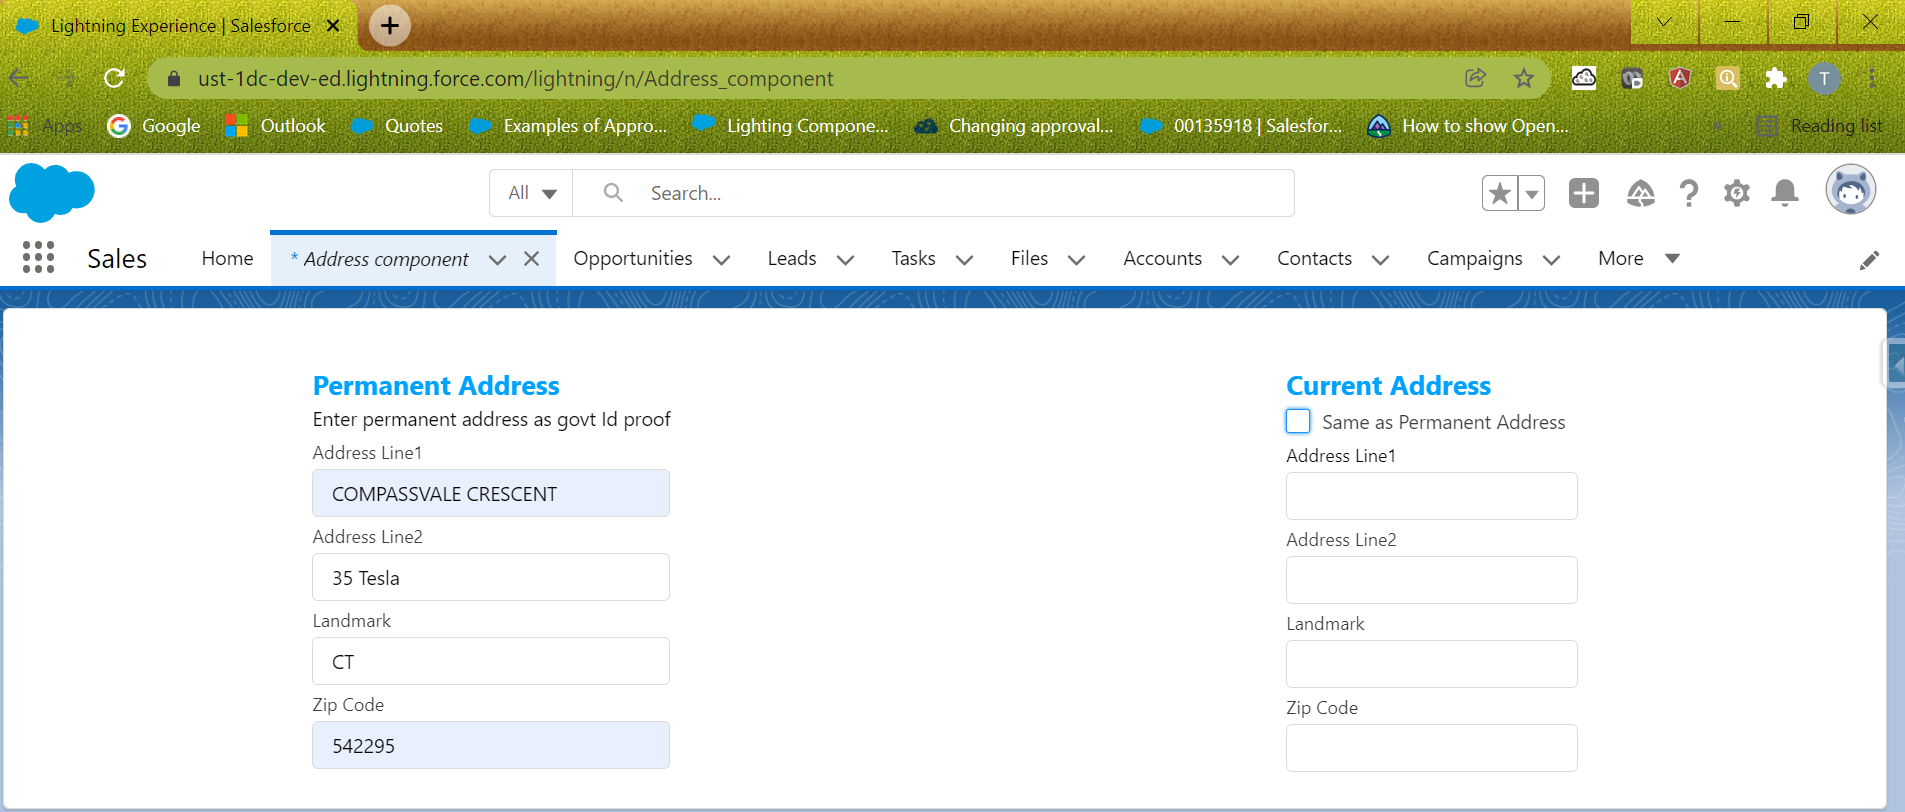 Lightning Experience | Salesforce
ust-1dc-dev-ed.lightning.force.com/lightning/n/Address_component
T
Apps Google Outlook Quotes Examples of Appro... Lighting Compone... Changing approval... 00135918 | Salesfor... How to show Open... » Reading list
All Search...
Sales Home * Address component Opportunities Leads Tasks Files Accounts Contacts Campaigns More
Permanent Address
Enter permanent address as govt Id proof
Address Line1
COMPASSVALE CRESCENT
Address Line2
35 Tesla
Landmark
CT
Zip Code
542295
Current Address
Same as Permanent Address
Address Line1
Address Line2
Landmark
Zip Code